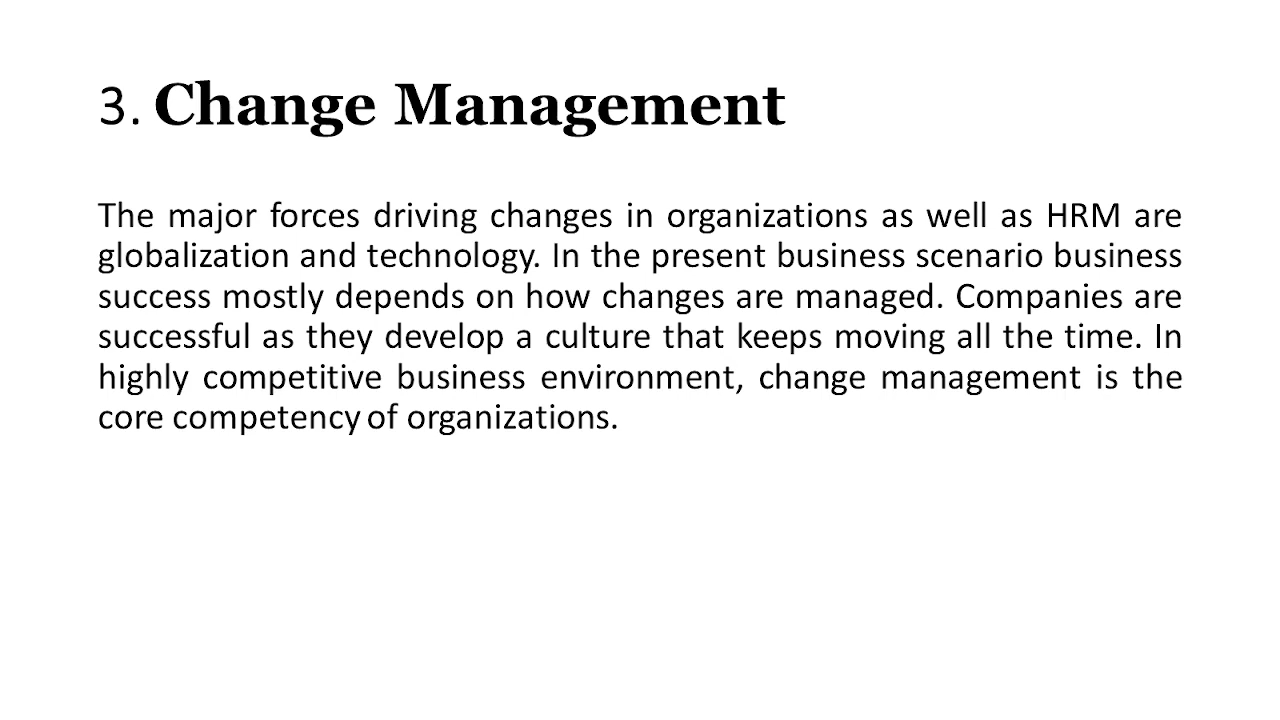 3. Change Management
The major forces driving changes in organizations as well as HRM are
globalization and technology. In the present business scenario business
success mostly depends on how changes are managed. Companies are
successful as they develop a culture that keeps moving all the time. In
highly competitive business environment, change management is the
core competency of organizations.